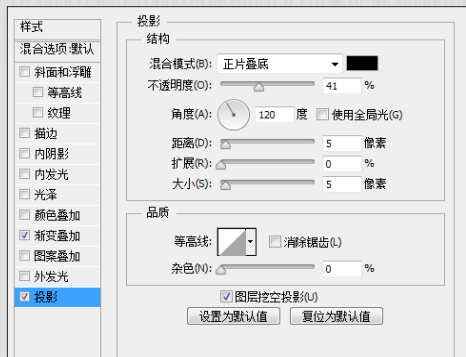 样式
混合选项:默认
斜面和浮雕
等高线
纹理
描边
内阴影
内发光
光泽
颜色叠加
渐变叠加
图案叠加
外发光
投影
投影
结构
混合模式(B): 正片叠底
不透明度(O): 41 %
角度(A): 120 度 使用全局光(G)
距离(D): 5 像素
扩展(R): 0 %
大小(S): 5 像素
品质
等高线: 消除锯齿(L)
杂色(N): 0 %
图层挖空投影(U)
设置为默认值 复位为默认值